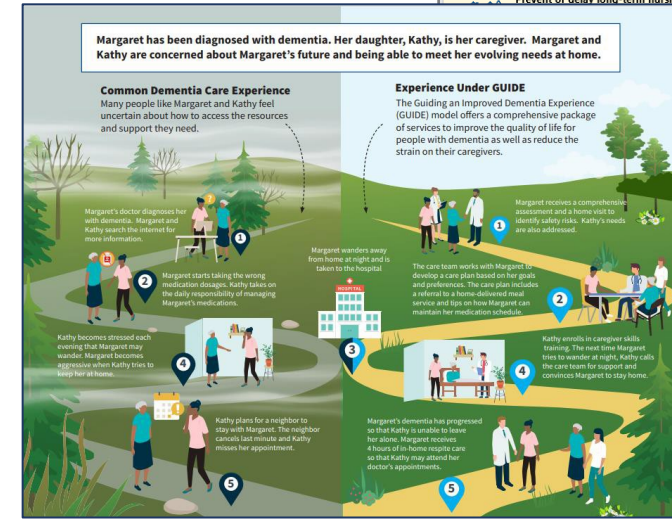 Prevent or delay long-term nursi
Margaret has been diagnosed with dementia. Her daughter, Kathy, is her caregiver. Margaret and
Kathy are concerned about Margaret's future and being able to meet her evolving needs at home.
Common Dementia Care Experience
Many people like Margaret and Kathy feel
uncertain about how to access the resources
and support they need.
Experience Under GUIDE
The Guiding an Improved Dementia Experience
(GUIDE) model offers a comprehensive package
of services to improve the quality of life for
people with dementia as well as reduce the
strain on their caregivers.
Margaret's doctor diagnoses her
with dementia. Margaret and
Kathy search the internet for
more information.
1
Margaret receives a comprehensive
assessment and a home visit to
identify safety risks. Kathy's needs
are also addressed.
1
2
Margaret starts taking the wrong
medication dosages. Kathy takes on
the daily responsibility of managing
Margaret's medications.
Margaret wanders away
from home at night and is
taken to the hospital
HOSPITAL
3
The care team works with Margaret to
develop a care plan based on her goals
and preferences. The care plan includes
a referral to a home-delivered meal
service and tips on how Margaret can
maintain her medication schedule.
2
Kathy becomes stressed each
evening that Margaret may
wander. Margaret becomes
aggressive when Kathy tries to
keep her at home.
4
Kathy enrolls in caregiver skills
training. The next time Margaret
tries to wander at night, Kathy calls
the care team for support and
convinces Margaret to stay home.
4
Kathy plans for a neighbor to
stay with Margaret. The neighbor
cancels last minute and Kathy
misses her appointment.
5
Margaret's dementia has progressed
so that Kathy is unable to leave
her alone. Margaret receives
4 hours of in-home respite care
so that Kathy may attend her
doctor's appointments.
5